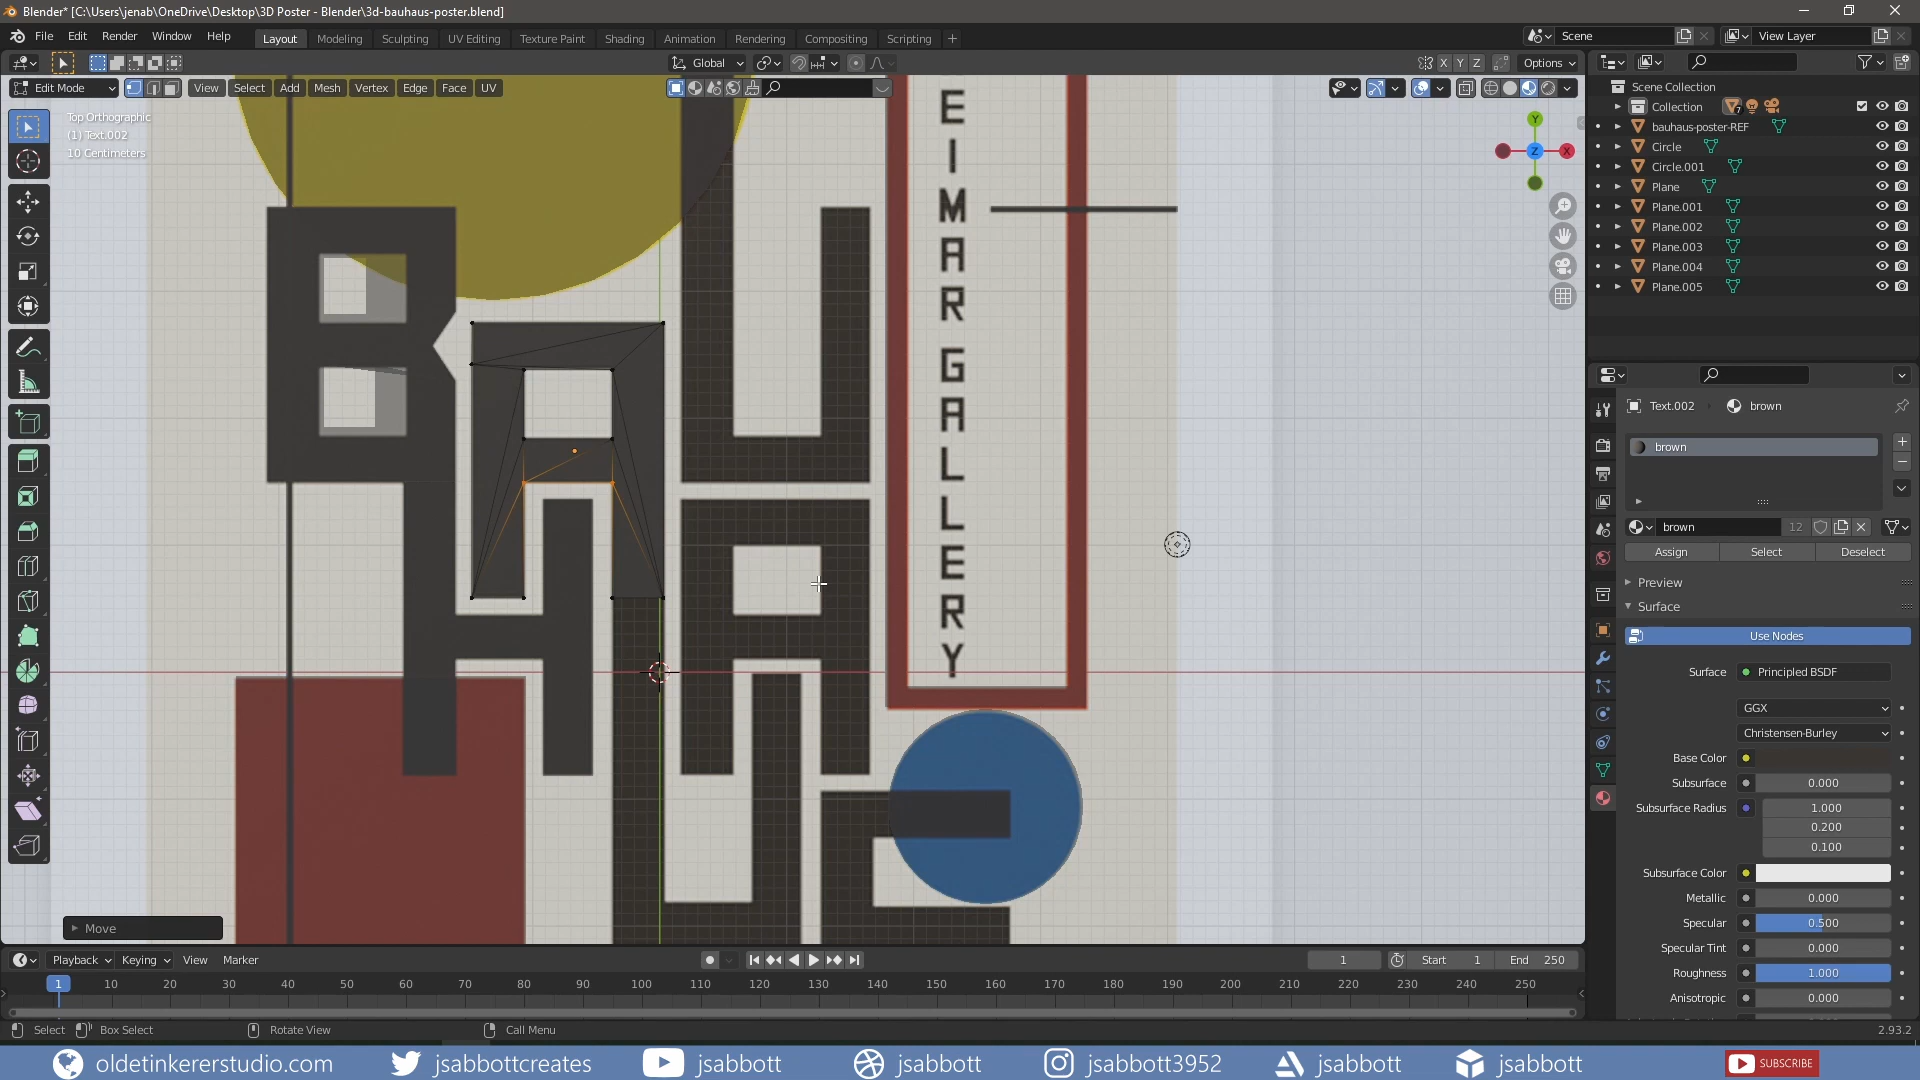 Blender* [C:\Users\jenab\OneDrive\Desktop\3D Poster - Blender\3d-bauhaus-poster.blend]
File Edit Render Window Help
Layout Modeling Sculpting UV Editing Texture Paint Shading Animation Rendering Compositing Scripting
Scene
View Layer
Global
X Y Z
Options
Edit Mode
View Select Add Mesh Vertex Edge Face UV
Top Orthographic
(1) Text.002
10 Centimeters
Y
Z
X
B
A
U
H
A
U
E
I
M
A
R
G
A
L
L
E
R
Y
Move
Scene Collection
Collection
7
bauhaus-poster-REF
Circle
Circle.001
Plane
Plane.001
Plane.002
Plane.003
Plane.004
Plane.005
Text.002
brown
brown
brown 12
Assign Select Deselect
Preview
Surface
Use Nodes
Surface Principled BSDF
GGX
Christensen-Burley
Base Color
Subsurface 0.000
Subsurface Radius 1.000
0.200
0.100
Subsurface Color
Metallic 0.000
Specular 0.500
Specular Tint 0.000
Roughness 1.000
Anisotropic 0.000
Playback Keying View Marker
1
Start 1
End 250
1 10 20 30 40 50 60 70 80 90 100 110 120 130 140 150 160 170 180 190 200 210 220 230 240 250
Select Box Select Rotate View Call Menu
2.93.2
oldetinkererstudio.com jsabbottcreates jsabbott jsabbott jsabbott3952 jsabbott jsabbott SUBSCRIBE